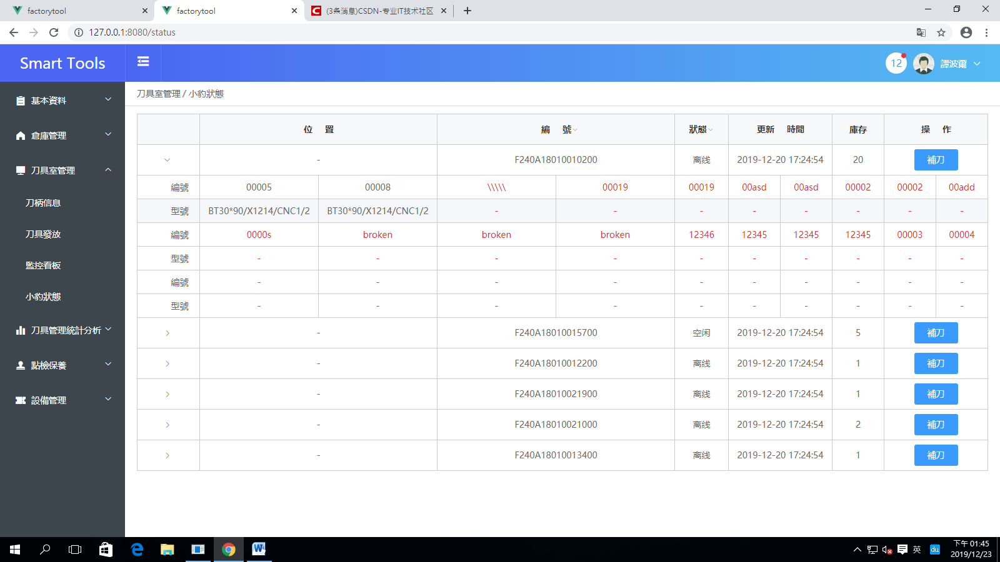 factorytool
factorytool
(3条消息)CSDN-专业IT技术社区
127.0.0.1:8080/status
Smart Tools
12
譚波爾
基本資料
倉庫管理
刀具室管理
刀柄信息
刀具發放
監控看板
小豹狀態
刀具管理統計分析
點檢保養
設備管理
刀具室管理 / 小豹狀態
位 置 編 號 狀態 更新 時間 庫存 操 作
- F240A18010010200 离线 2019-12-20 17:24:54 20 補刀
編號 00005 00008 \\\\\ 00019 00019 00asd 00asd 00002 00002 00add
型號 BT30*90/X1214/CNC1/2 BT30*90/X1214/CNC1/2 - - - - - - - -
編號 0000s broken broken broken 12346 12345 12345 12345 00003 00004
型號 - - - - - - - - - -
編號 - - - - - - - - - -
型號 - - - - - - - - - -
- F240A18010015700 空闲 2019-12-20 17:24:54 5 補刀
- F240A18010012200 离线 2019-12-20 17:24:54 1 補刀
- F240A18010021900 离线 2019-12-20 17:24:54 1 補刀
- F240A18010021000 离线 2019-12-20 17:24:54 2 補刀
- F240A18010013400 离线 2019-12-20 17:24:54 1 補刀
英
du
下午 01:45
2019/12/23